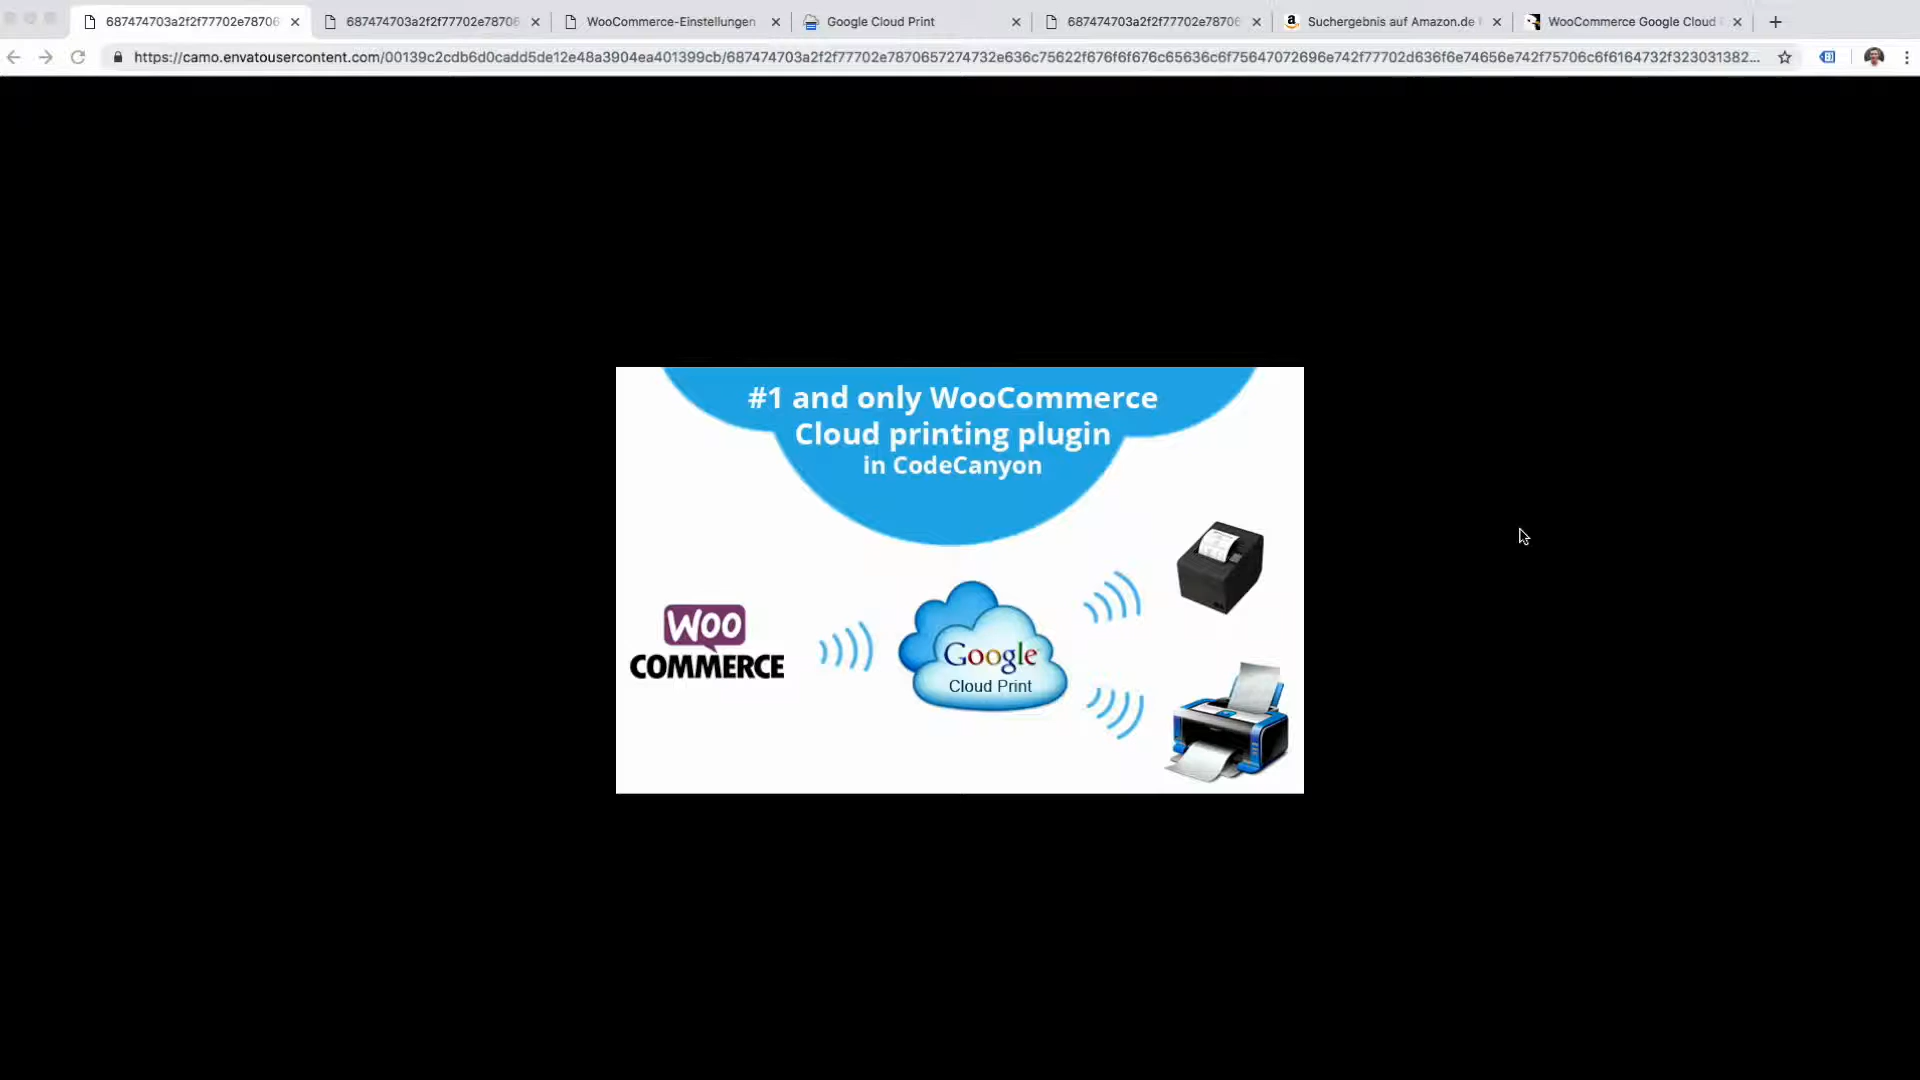 687474703a2f2f77702e78706
687474703a2f2f77702e78706
WooCommerce-Einstellungen
Google Cloud Print
687474703a2f2f77702e78706
Suchergebnis auf Amazon.de
WooCommerce Google Cloud
https://camo.envatousercontent.com/00139c2cdb6d0cadd5de12e48a3904ea401399cb/687474703a2f2f77702e7870657274732e636c75622f676f6f676c65636c6f75647072696e742f77702d636f6e74656e742f75706c6f6164732f323031382...
#1 and only WooCommerce
Cloud printing plugin
in CodeCanyon
WOO
COMMERCE
Google
Cloud Print